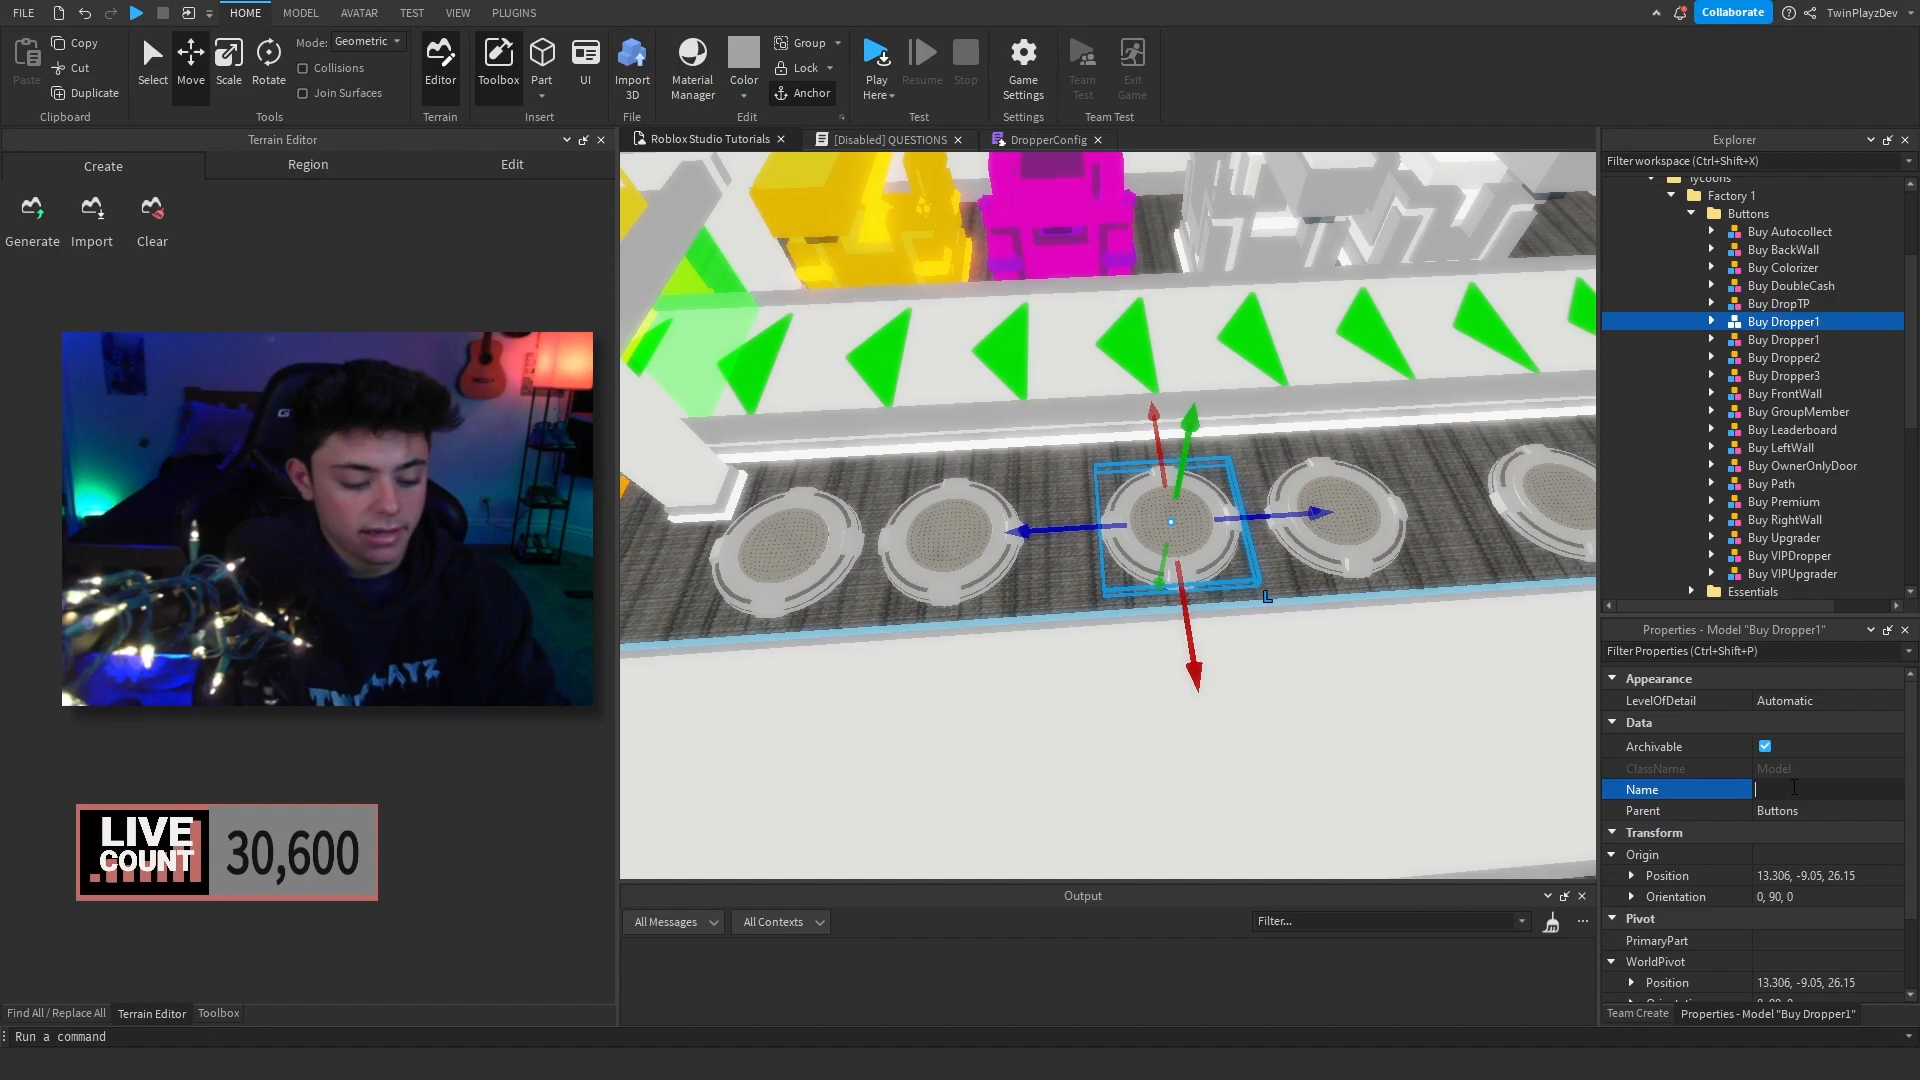 FILE
HOME MODEL AVATAR TEST VIEW PLUGINS
Collaborate
TwinPlayzDev
Paste
Copy
Cut
Duplicate
Clipboard
Select Move Scale Rotate
Mode: Geometric
Collisions
Join Surfaces
Tools
Editor
Terrain
Toolbox Part UI
Insert
Import
3D
File
Material
Manager
Color
Group
Lock
Anchor
Edit
Play
Here
Resume
Stop
Test
Game
Settings
Settings
Team
Test
Exit
Game
Team Test
Terrain Editor
Create Region Edit
Generate Import Clear
G
LIVE
COUNT
30,600
Find All / Replace All Terrain Editor Toolbox
Run a command
Roblox Studio Tutorials
[Disabled] QUESTIONS
DropperConfig
L
Output
All Messages All Contexts Filter...
Explorer
Filter workspace (Ctrl+Shift+X)
Tycoons
Factory 1
Buttons
Buy Autocollect
Buy BackWall
Buy Colorizer
Buy DoubleCash
Buy DropTP
Buy Dropper1
Buy Dropper1
Buy Dropper2
Buy Dropper3
Buy FrontWall
Buy GroupMember
Buy Leaderboard
Buy LeftWall
Buy OwnerOnlyDoor
Buy Path
Buy Premium
Buy RightWall
Buy Upgrader
Buy VIPDropper
Buy VIPUpgrader
Essentials
Properties - Model "Buy Dropper1"
Filter Properties (Ctrl+Shift+P)
Appearance
LevelOfDetail Automatic
Data
Archivable
ClassName Model
Name
Parent Buttons
Transform
Origin
Position 13.306, -9.05, 26.15
Orientation 0, 90, 0
Pivot
PrimaryPart
WorldPivot
Position 13.306, -9.05, 26.15
Team Create Properties - Model "Buy Dropper1"